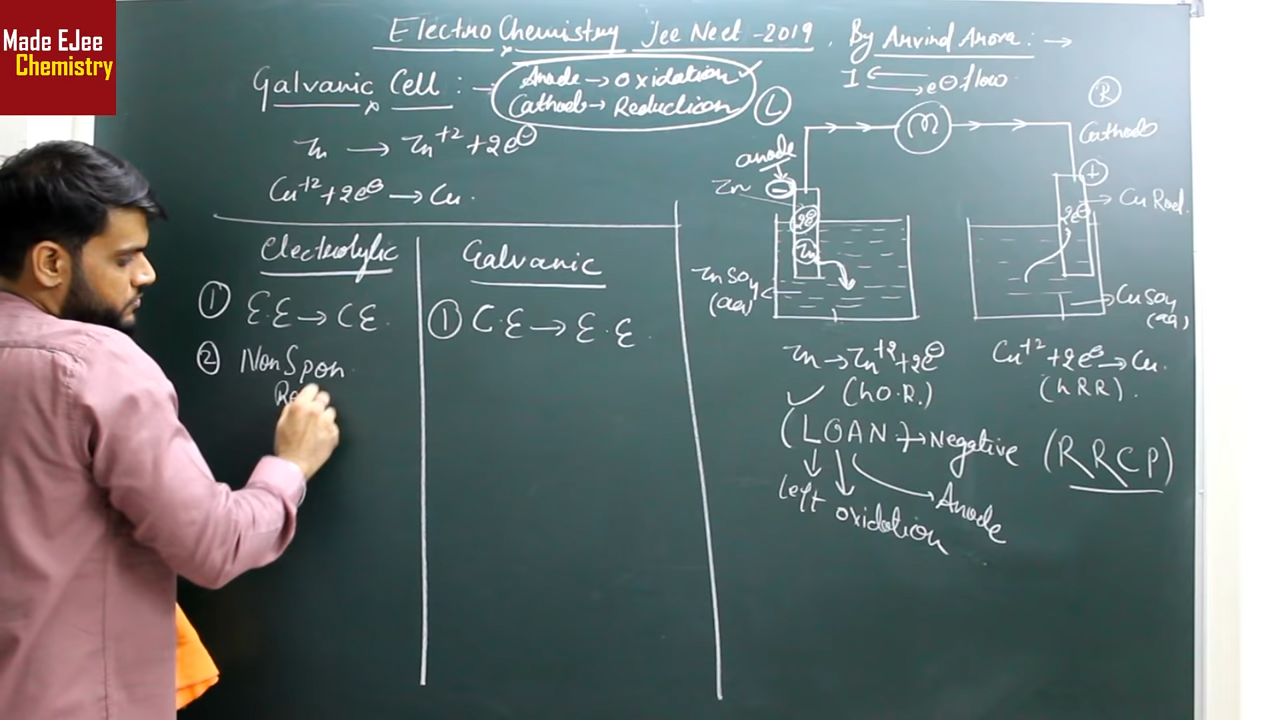 Made EJee
Chemistry
Electro Chemistry Jee Neet - 2019. By Arvind Arora : →
Galvanic Cell : -
Anode → Oxidation
Cathode → Reduction
Zn → Zn+2 + 2e⊖
Cu+2 + 2e⊖ → Cu.
Electrolytic
① E.E → C E.
② Non Spon
Re
Galvanic
① C.E → E.E.
I ←
→ e⊖ flow
L
R
anode
Cathode
Zn
-
+
2e⊖
Zn
2e⊖
→ Cu Rod.
ZnSO4
(aq)
CuSO4
(aq)
Zn → Zn+2 + 2e⊖
(h.O.R.)
Cu+2 + 2e⊖ → Cu.
(hRR).
(LOAN) → Negative
left
oxidation
Anode
(RRCP)